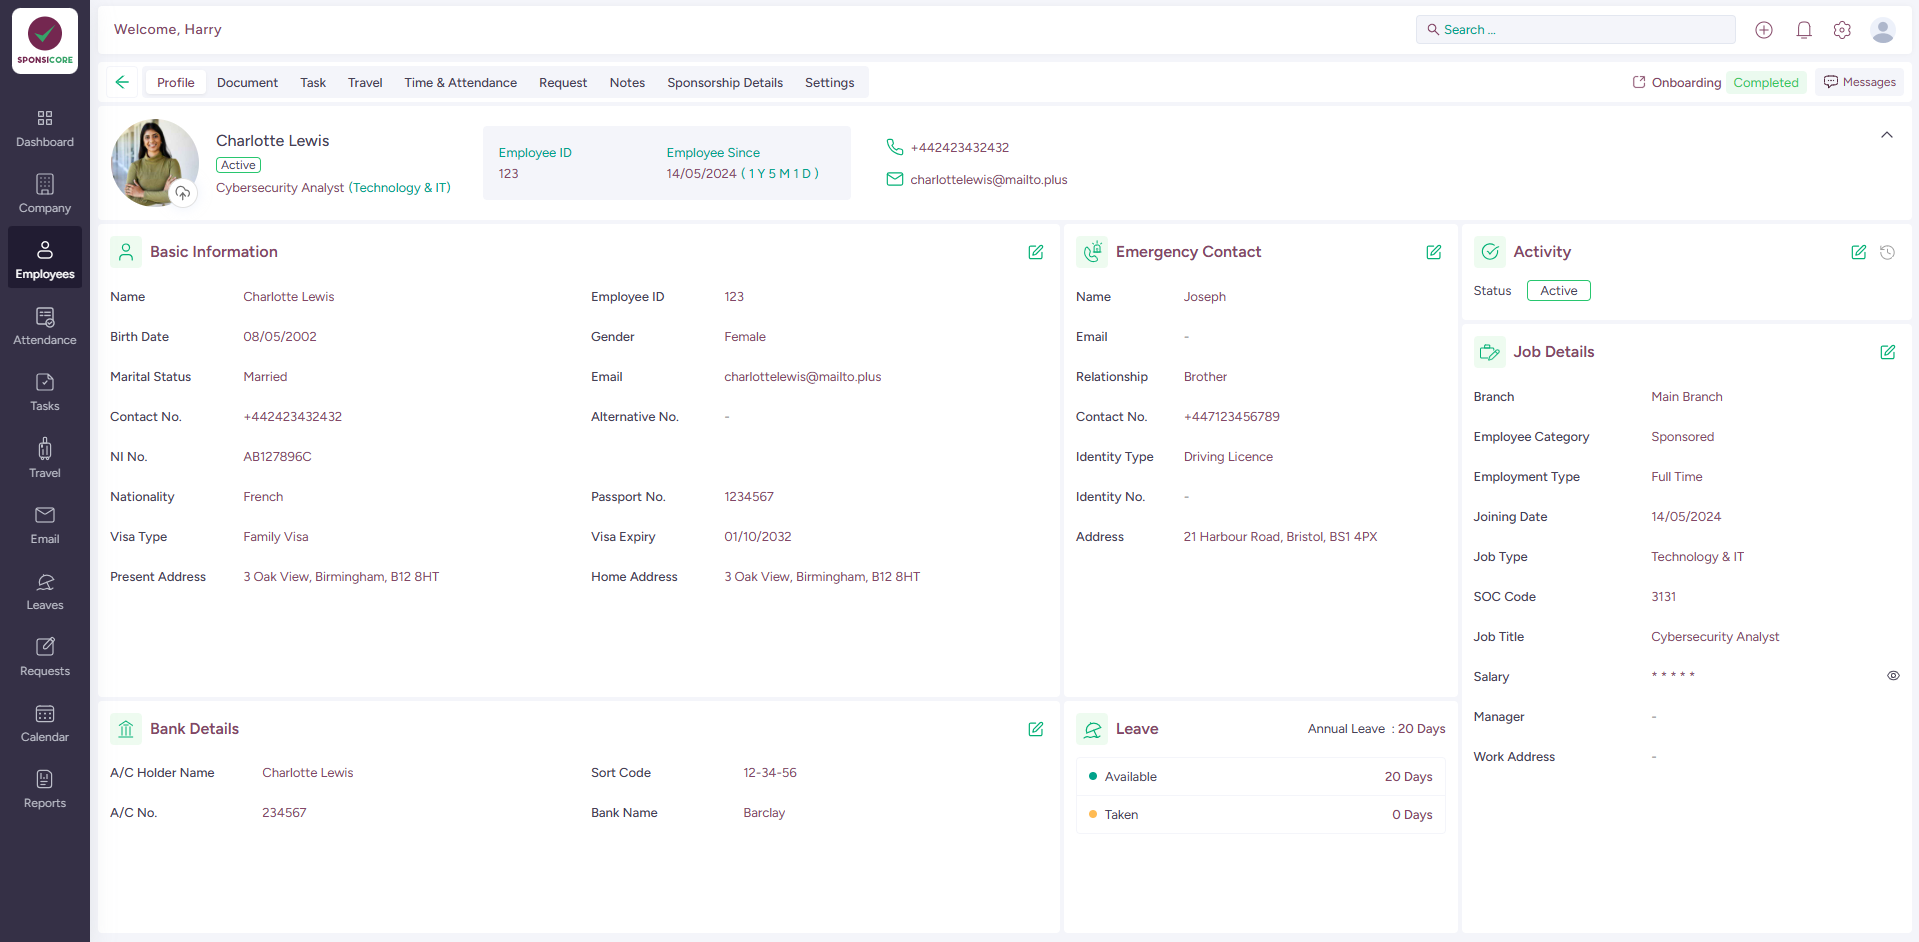 SPONSICORE
Welcome, Harry
Search ...
Profile Document Task Travel Time & Attendance Request Notes Sponsorship Details Settings
Onboarding Completed Messages
Dashboard
Company
Employees
Attendance
Tasks
Travel
Email
Leaves
Requests
Calendar
Reports
Charlotte Lewis
Active
Cybersecurity Analyst (Technology & IT)
Employee ID
123
Employee Since
14/05/2024 ( 1 Y 5 M 1 D )
+442423432432
charlottelewis@mailto.plus
Basic Information
Name Charlotte Lewis Employee ID 123
Birth Date 08/05/2002 Gender Female
Marital Status Married Email charlottelewis@mailto.plus
Contact No. +442423432432 Alternative No. -
NI No. AB127896C
Nationality French Passport No. 1234567
Visa Type Family Visa Visa Expiry 01/10/2032
Present Address 3 Oak View, Birmingham, B12 8HT Home Address 3 Oak View, Birmingham, B12 8HT
Emergency Contact
Name Joseph
Email -
Relationship Brother
Contact No. +447123456789
Identity Type Driving Licence
Identity No. -
Address 21 Harbour Road, Bristol, BS1 4PX
Activity
Status Active
Job Details
Branch Main Branch
Employee Category Sponsored
Employment Type Full Time
Joining Date 14/05/2024
Job Type Technology & IT
SOC Code 3131
Job Title Cybersecurity Analyst
Salary * * * * *
Manager -
Work Address -
Bank Details
A/C Holder Name Charlotte Lewis Sort Code 12-34-56
A/C No. 234567 Bank Name Barclay
Leave Annual Leave : 20 Days
Available 20 Days
Taken 0 Days